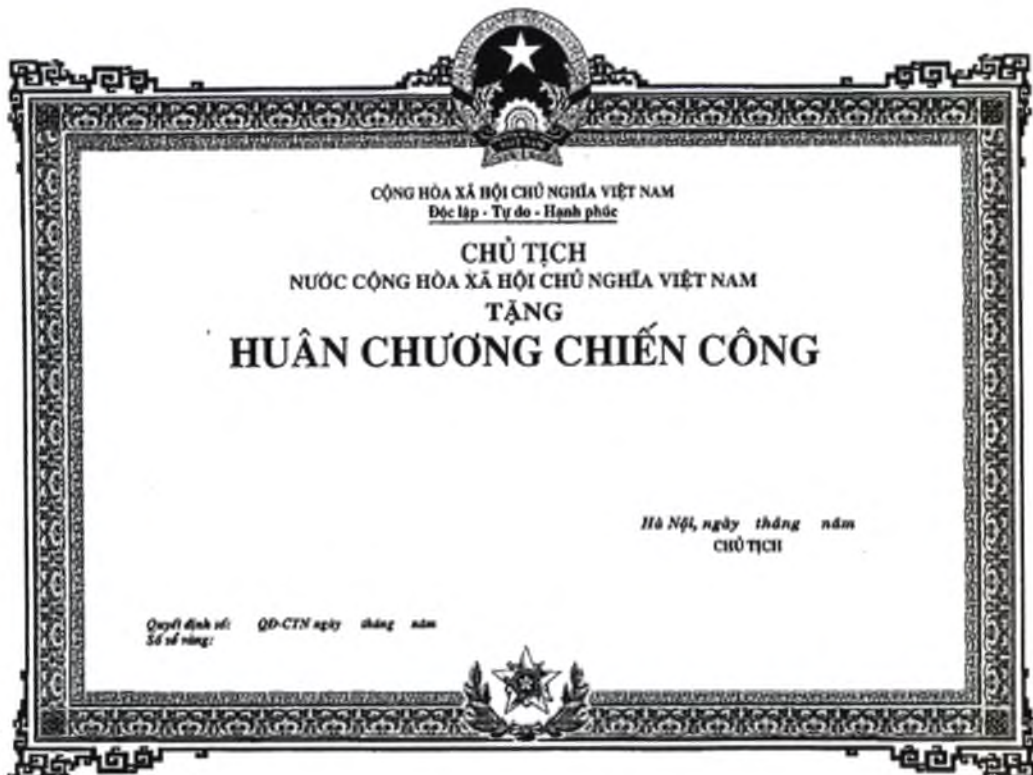 CỘNG HÒA XÃ HỘI CHỦ NGHĨA VIỆT NAM
Độc lập - Tự do - Hạnh phúc
CHỦ TỊCH
NƯỚC CỘNG HÒA XÃ HỘI CHỦ NGHĨA VIỆT NAM
TẶNG
HUÂN CHƯƠNG CHIẾN CÔNG
Hà Nội, ngày tháng năm
CHỦ TỊCH
Quyết định số: QĐ-CTN ngày tháng năm
Số sổ vàng: